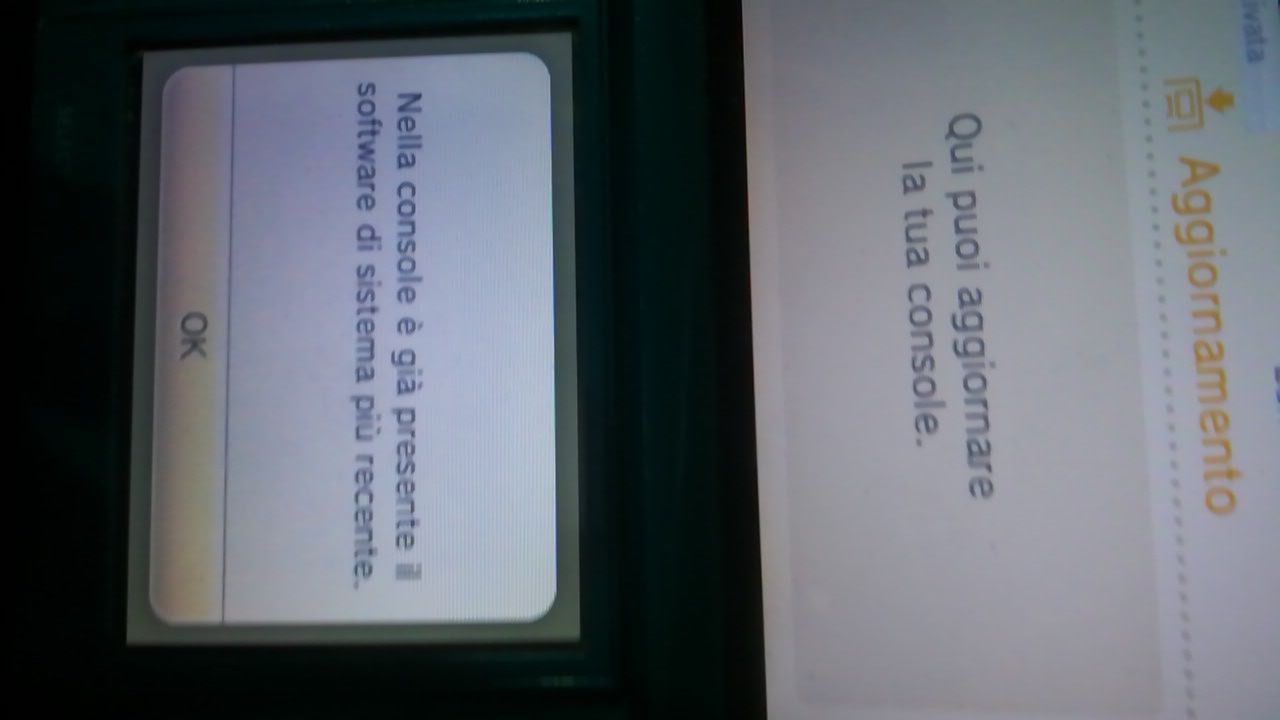 Aggiornamento
Qui puoi aggiornare
la tua console.
Nella console è già presente il
software di sistema più recente.
OK